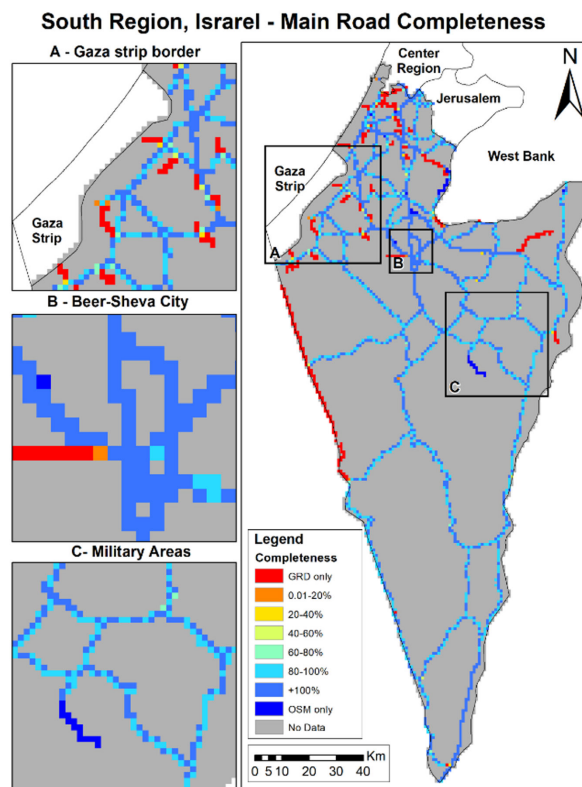 South Region, Israrel - Main Road Completeness
A - Gaza strip border
Gaza
Strip
B - Beer-Sheva City
C- Military Areas
Center
Region
Jerusalem
N
West Bank
Gaza
Strip
A
B
C
Legend
Completeness
GRD only
0.01-20%
20-40%
40-60%
60-80%
80-100%
+100%
OSM only
No Data
Km
0 5 10 20 30 40